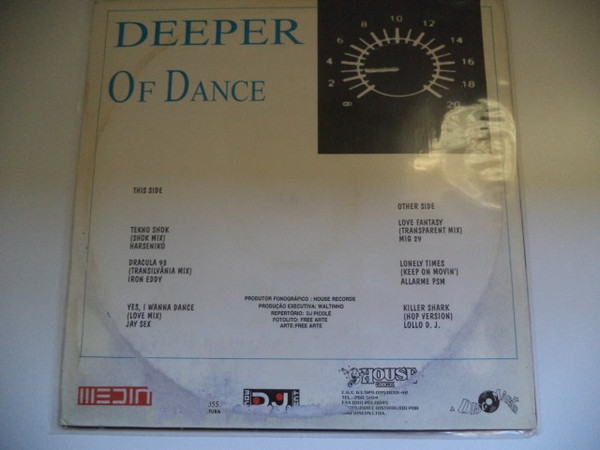 DEEPER
OF DANCE
8 10 12
6 14
4 16
2 18
20
THIS SIDE
TEKNO SHOK
(SHOK MIX)
HARSENIKO
DRACULA 93
(TRANSILVÂNIA MIX)
IRON EDDY
YES, I WANNA DANCE
(LOVE MIX)
JAY SEX
PRODUTOR FONOGRÁFICO : HOUSE RECORDS
PRODUÇÃO EXECUTIVA: WALTINHO
REPERTÓRIO: DJ PICOLÉ
FOTOLITO: FREE ARTE
ARTE:FREE ARTE
OTHER SIDE
LOVE FANTASY
(TRANSPARENT MIX)
MIG 29
LONELY TIMES
(KEEP ON MOVIN')
ALLARME PSM
KILLER SHARK
(HOP VERSION)
LOLLO D. J.
HOUSE
RECORDS